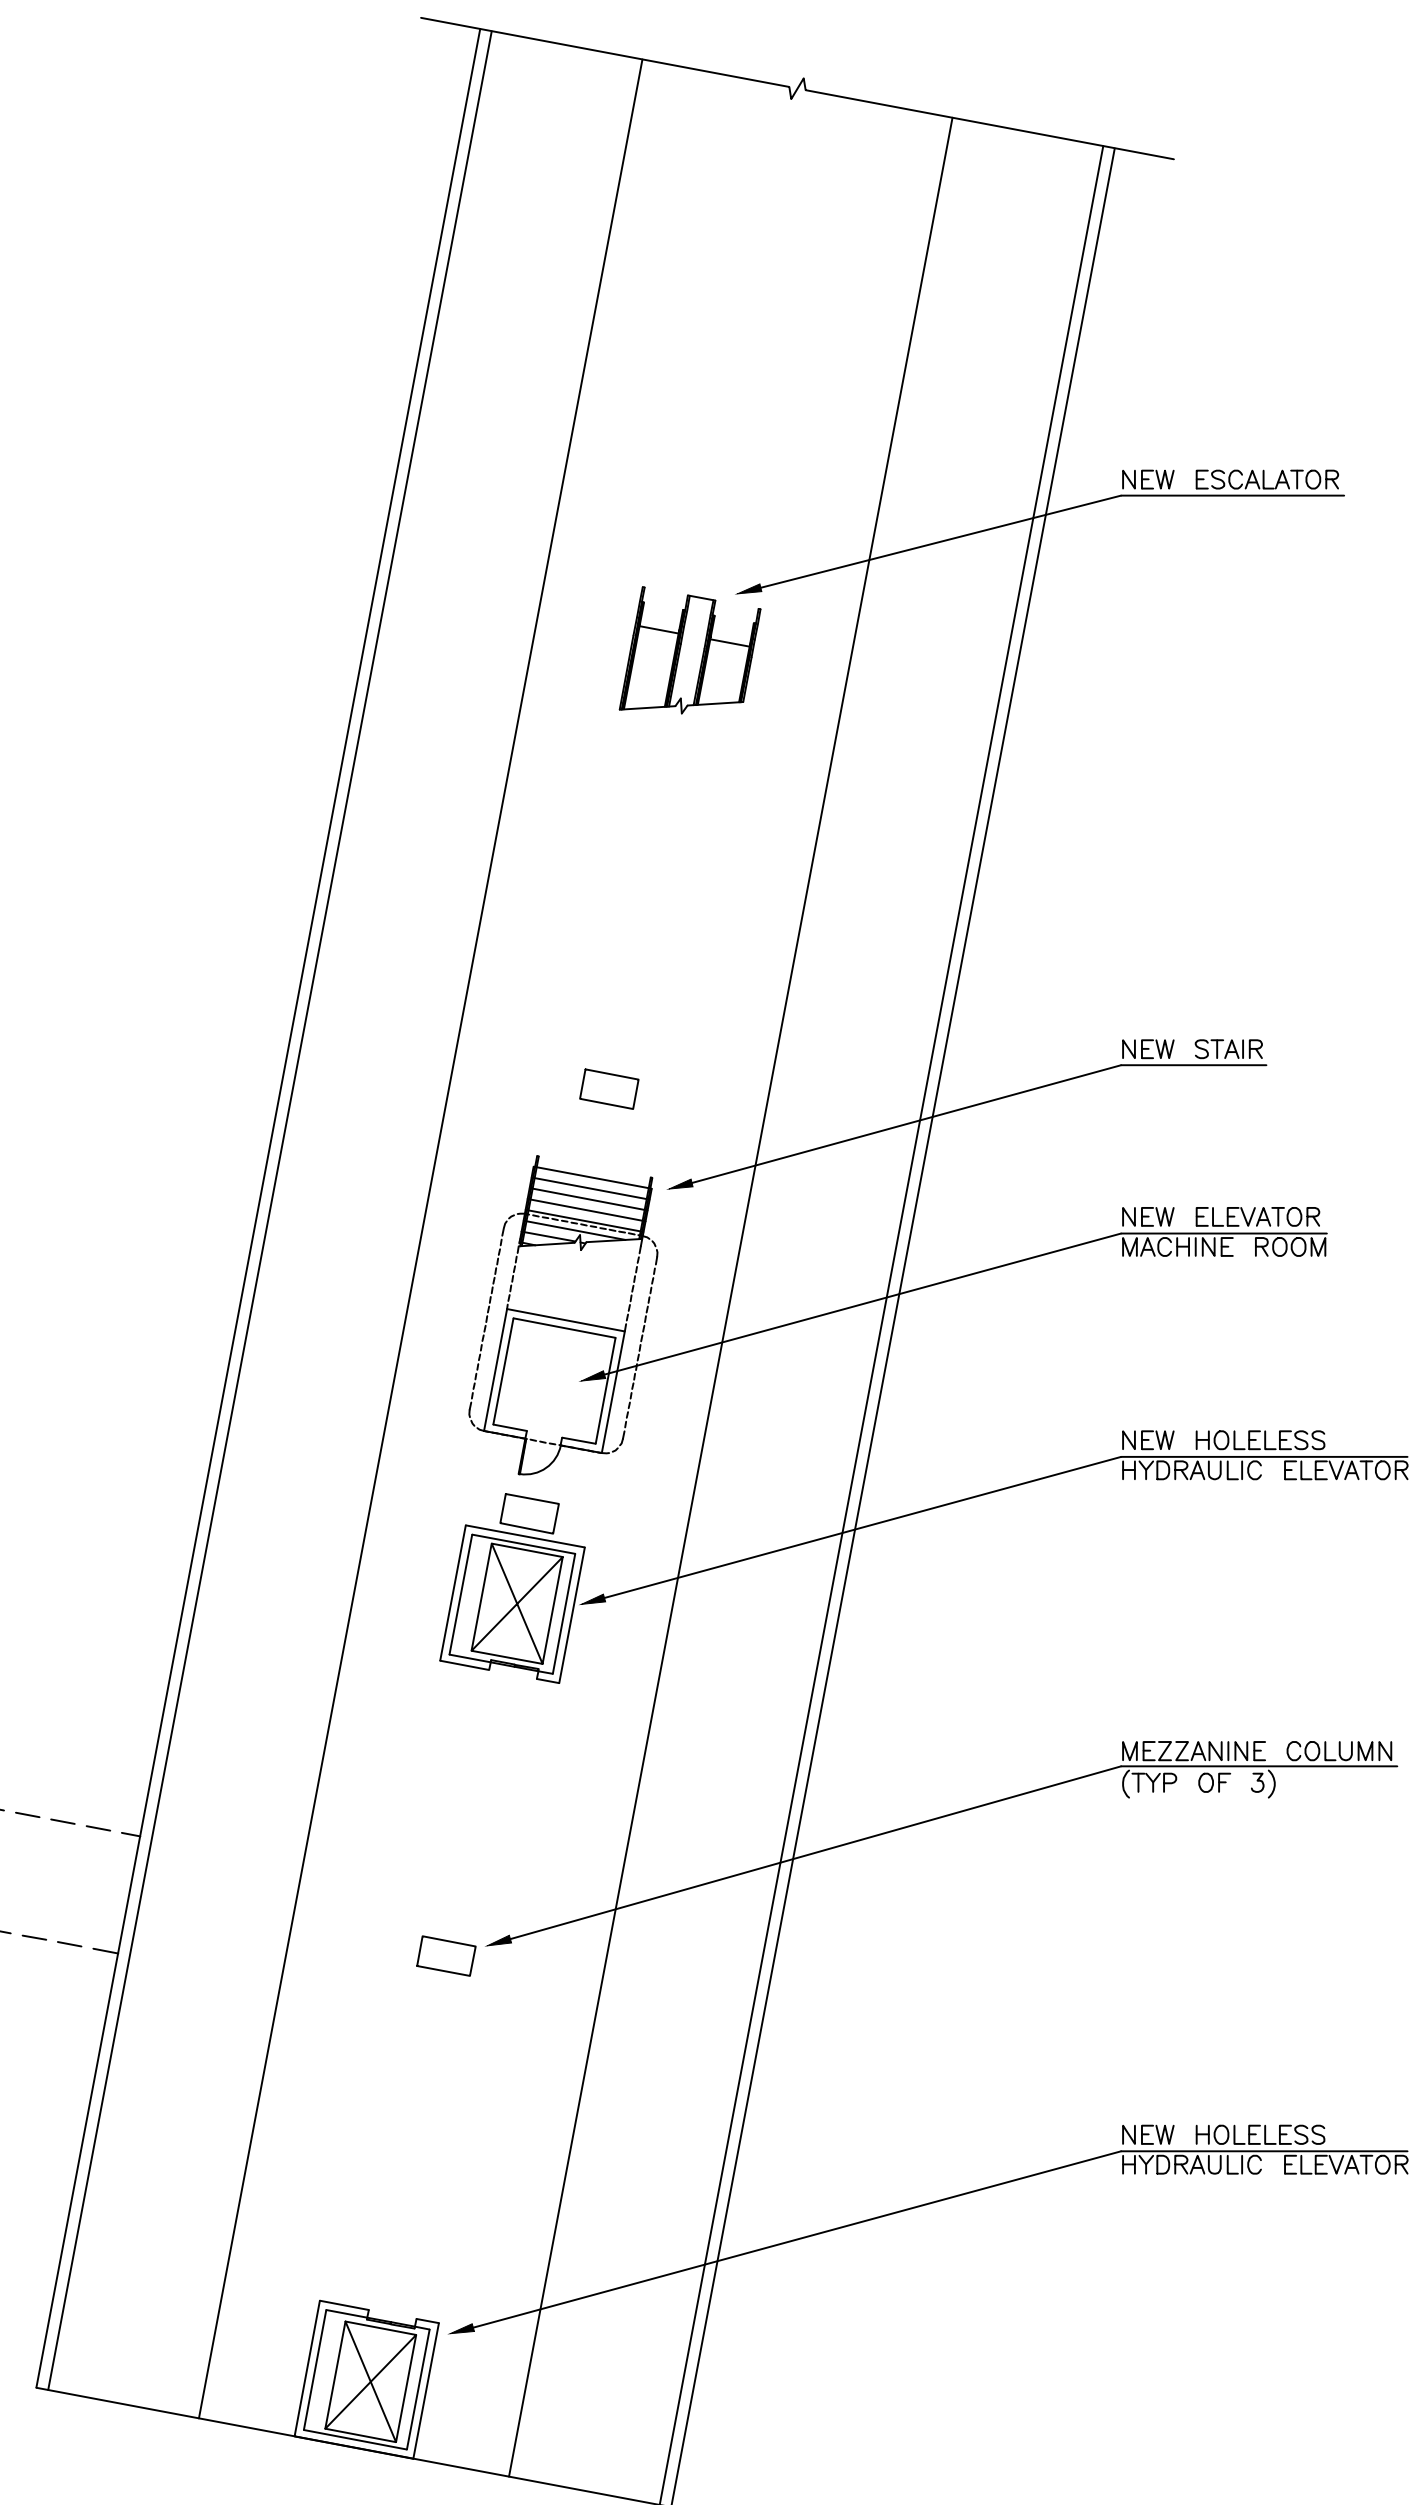 NEW ESCALATOR
NEW STAIR
NEW ELEVATOR
MACHINE ROOM
NEW HOLELESS
HYDRAULIC ELEVATOR
MEZZANINE COLUMN
(TYP OF 3)
NEW HOLELESS
HYDRAULIC ELEVATOR